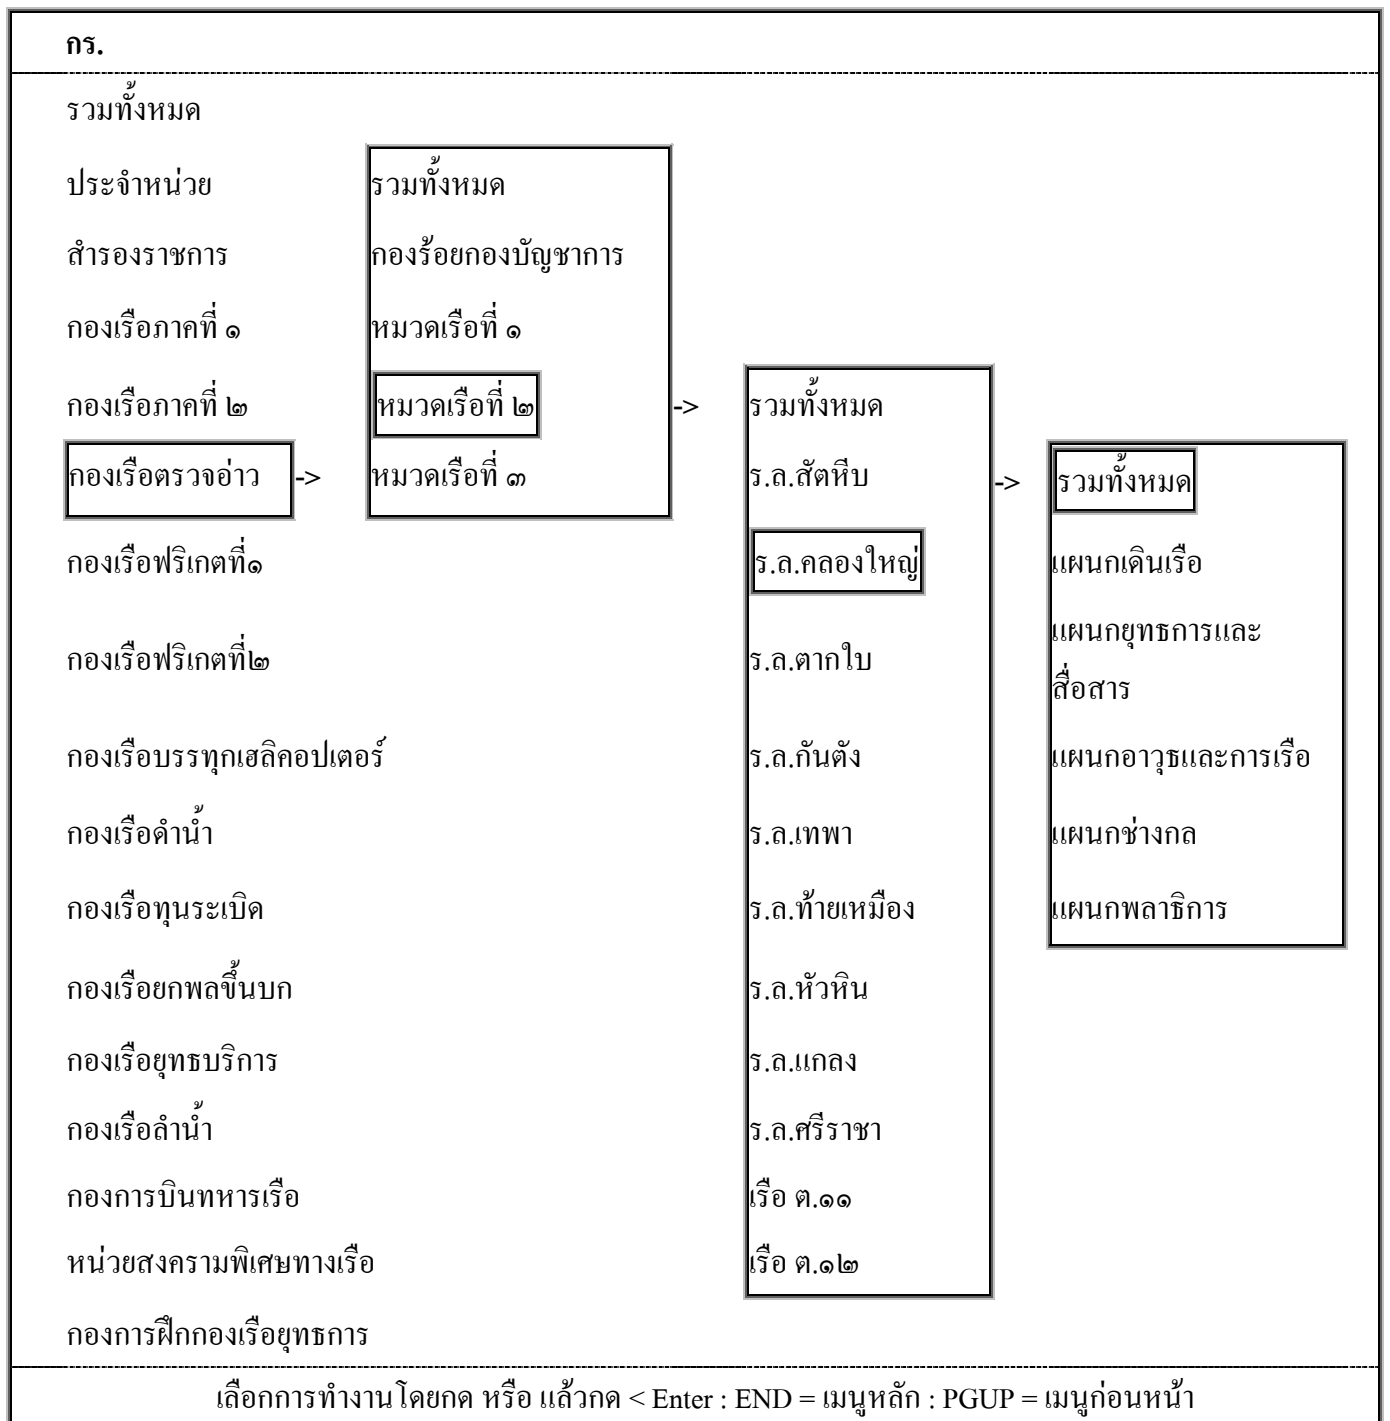 กร.
รวมทั้งหมด
ประจำหน่วย รวมทั้งหมด
สำรองราชการ กองร้อยกองบัญชาการ
กองเรือภาคที่ ๑ หมวดเรือที่ ๑
กองเรือภาคที่ ๒ หมวดเรือที่ ๒ -> รวมทั้งหมด
กองเรือตรวจอ่าว -> หมวดเรือที่ ๓ ร.ล.สัตหีบ -> รวมทั้งหมด
กองเรือฟริเกตที่๑ ร.ล.คลองใหญ่ แผนกเดินเรือ
กองเรือฟริเกตที่๒ ร.ล.ตากใบ แผนกยุทธการและ
สื่อสาร
กองเรือบรรทุกเฮลิคอปเตอร์ ร.ล.กันตัง แผนกอาวุธและการเรือ
กองเรือดำน้ำ ร.ล.เทพา แผนกช่างกล
กองเรือทุนระเบิด ร.ล.ท้ายเหมือง แผนกพลาธิการ
กองเรือยกพลขึ้นบก ร.ล.หัวหิน
กองเรือยุทธบริการ ร.ล.แกลง
กองเรือลำน้ำ ร.ล.ศรีราชา
กองการบินทหารเรือ เรือ ต.๑๑
หน่วยสงครามพิเศษทางเรือ เรือ ต.๑๒
กองการฝึกกองเรือยุทธการ
เลือกการทำงานโดยกด หรือ แล้วกด < Enter : END = เมนูหลัก : PGUP = เมนูก่อนหน้า